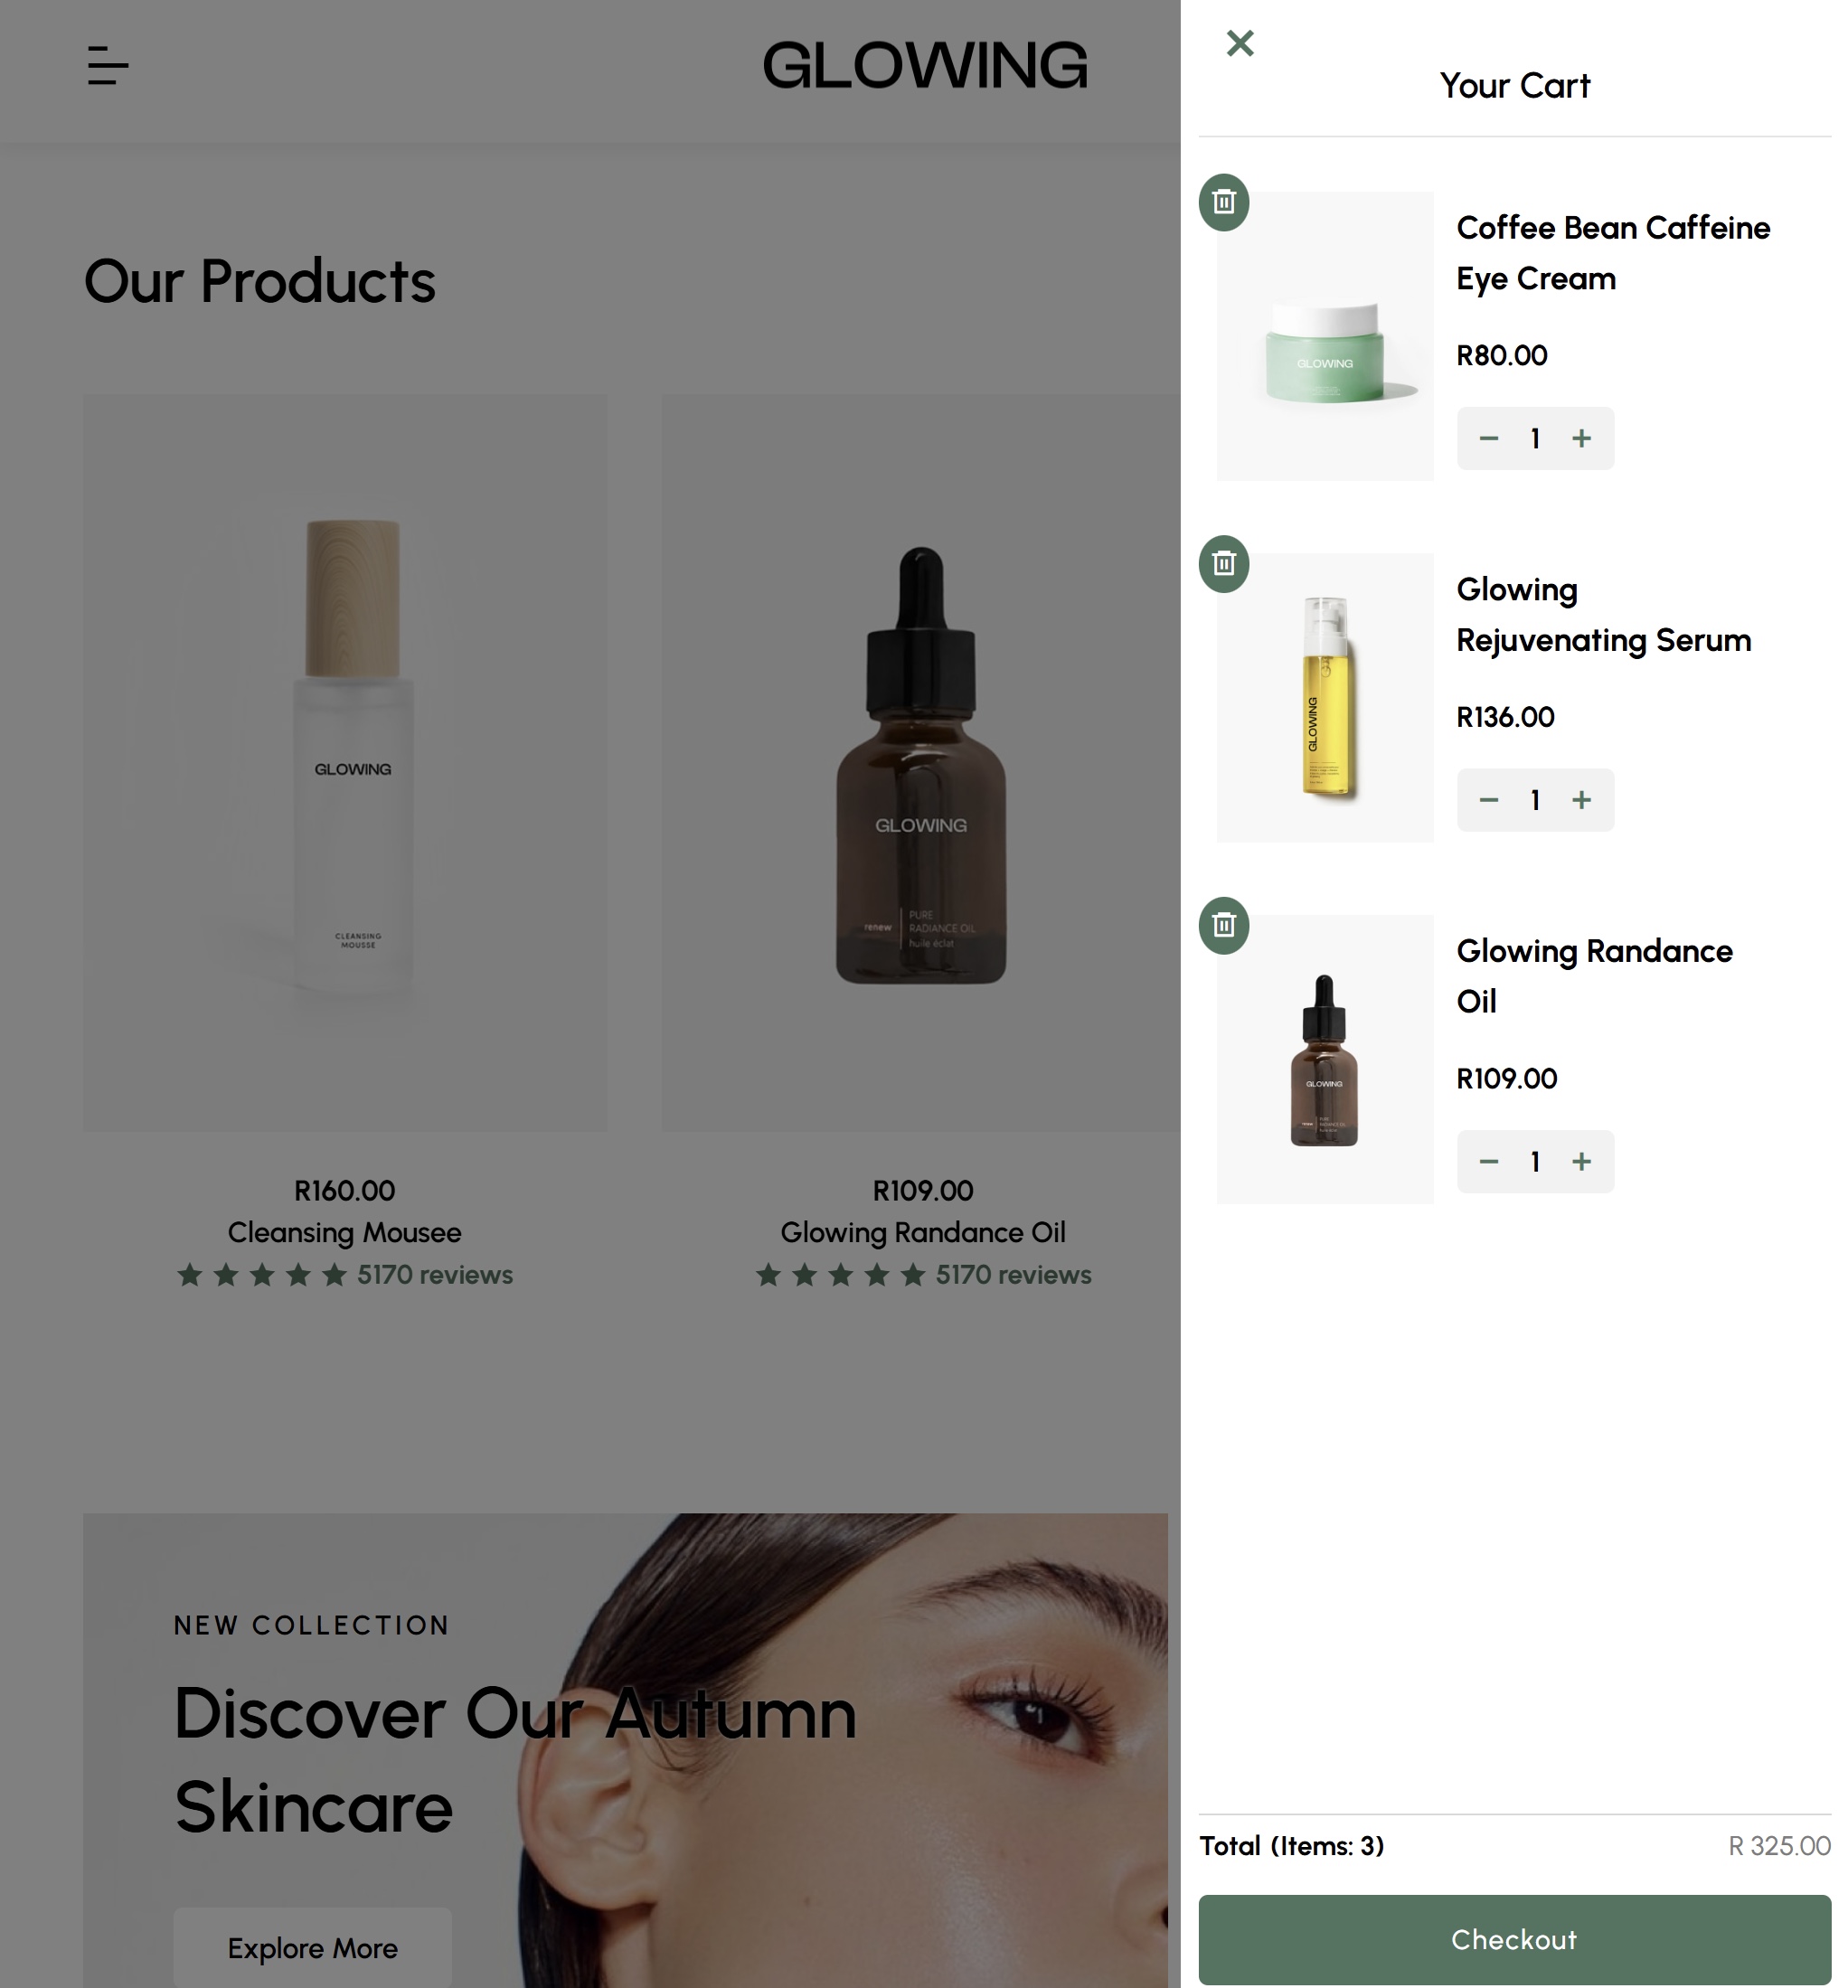 GLOWING
Our Products
GLOWING
CLEANSING
MOUSSE
GLOWING
renew
PURE
RADIANCE OIL
huile éclat
R160.00
Cleansing Mousee
5170 reviews
R109.00
Glowing Randance Oil
5170 reviews
NEW COLLECTION
Discover Our Autumn
Skincare
Explore More
Your Cart
GLOWING
Coffee Bean Caffeine
Eye Cream
R80.00
1
GLOWING
Glowing
Rejuvenating Serum
R136.00
1
GLOWING
Glowing Randance
Oil
R109.00
1
Total (Items: 3)
R 325.00
Checkout